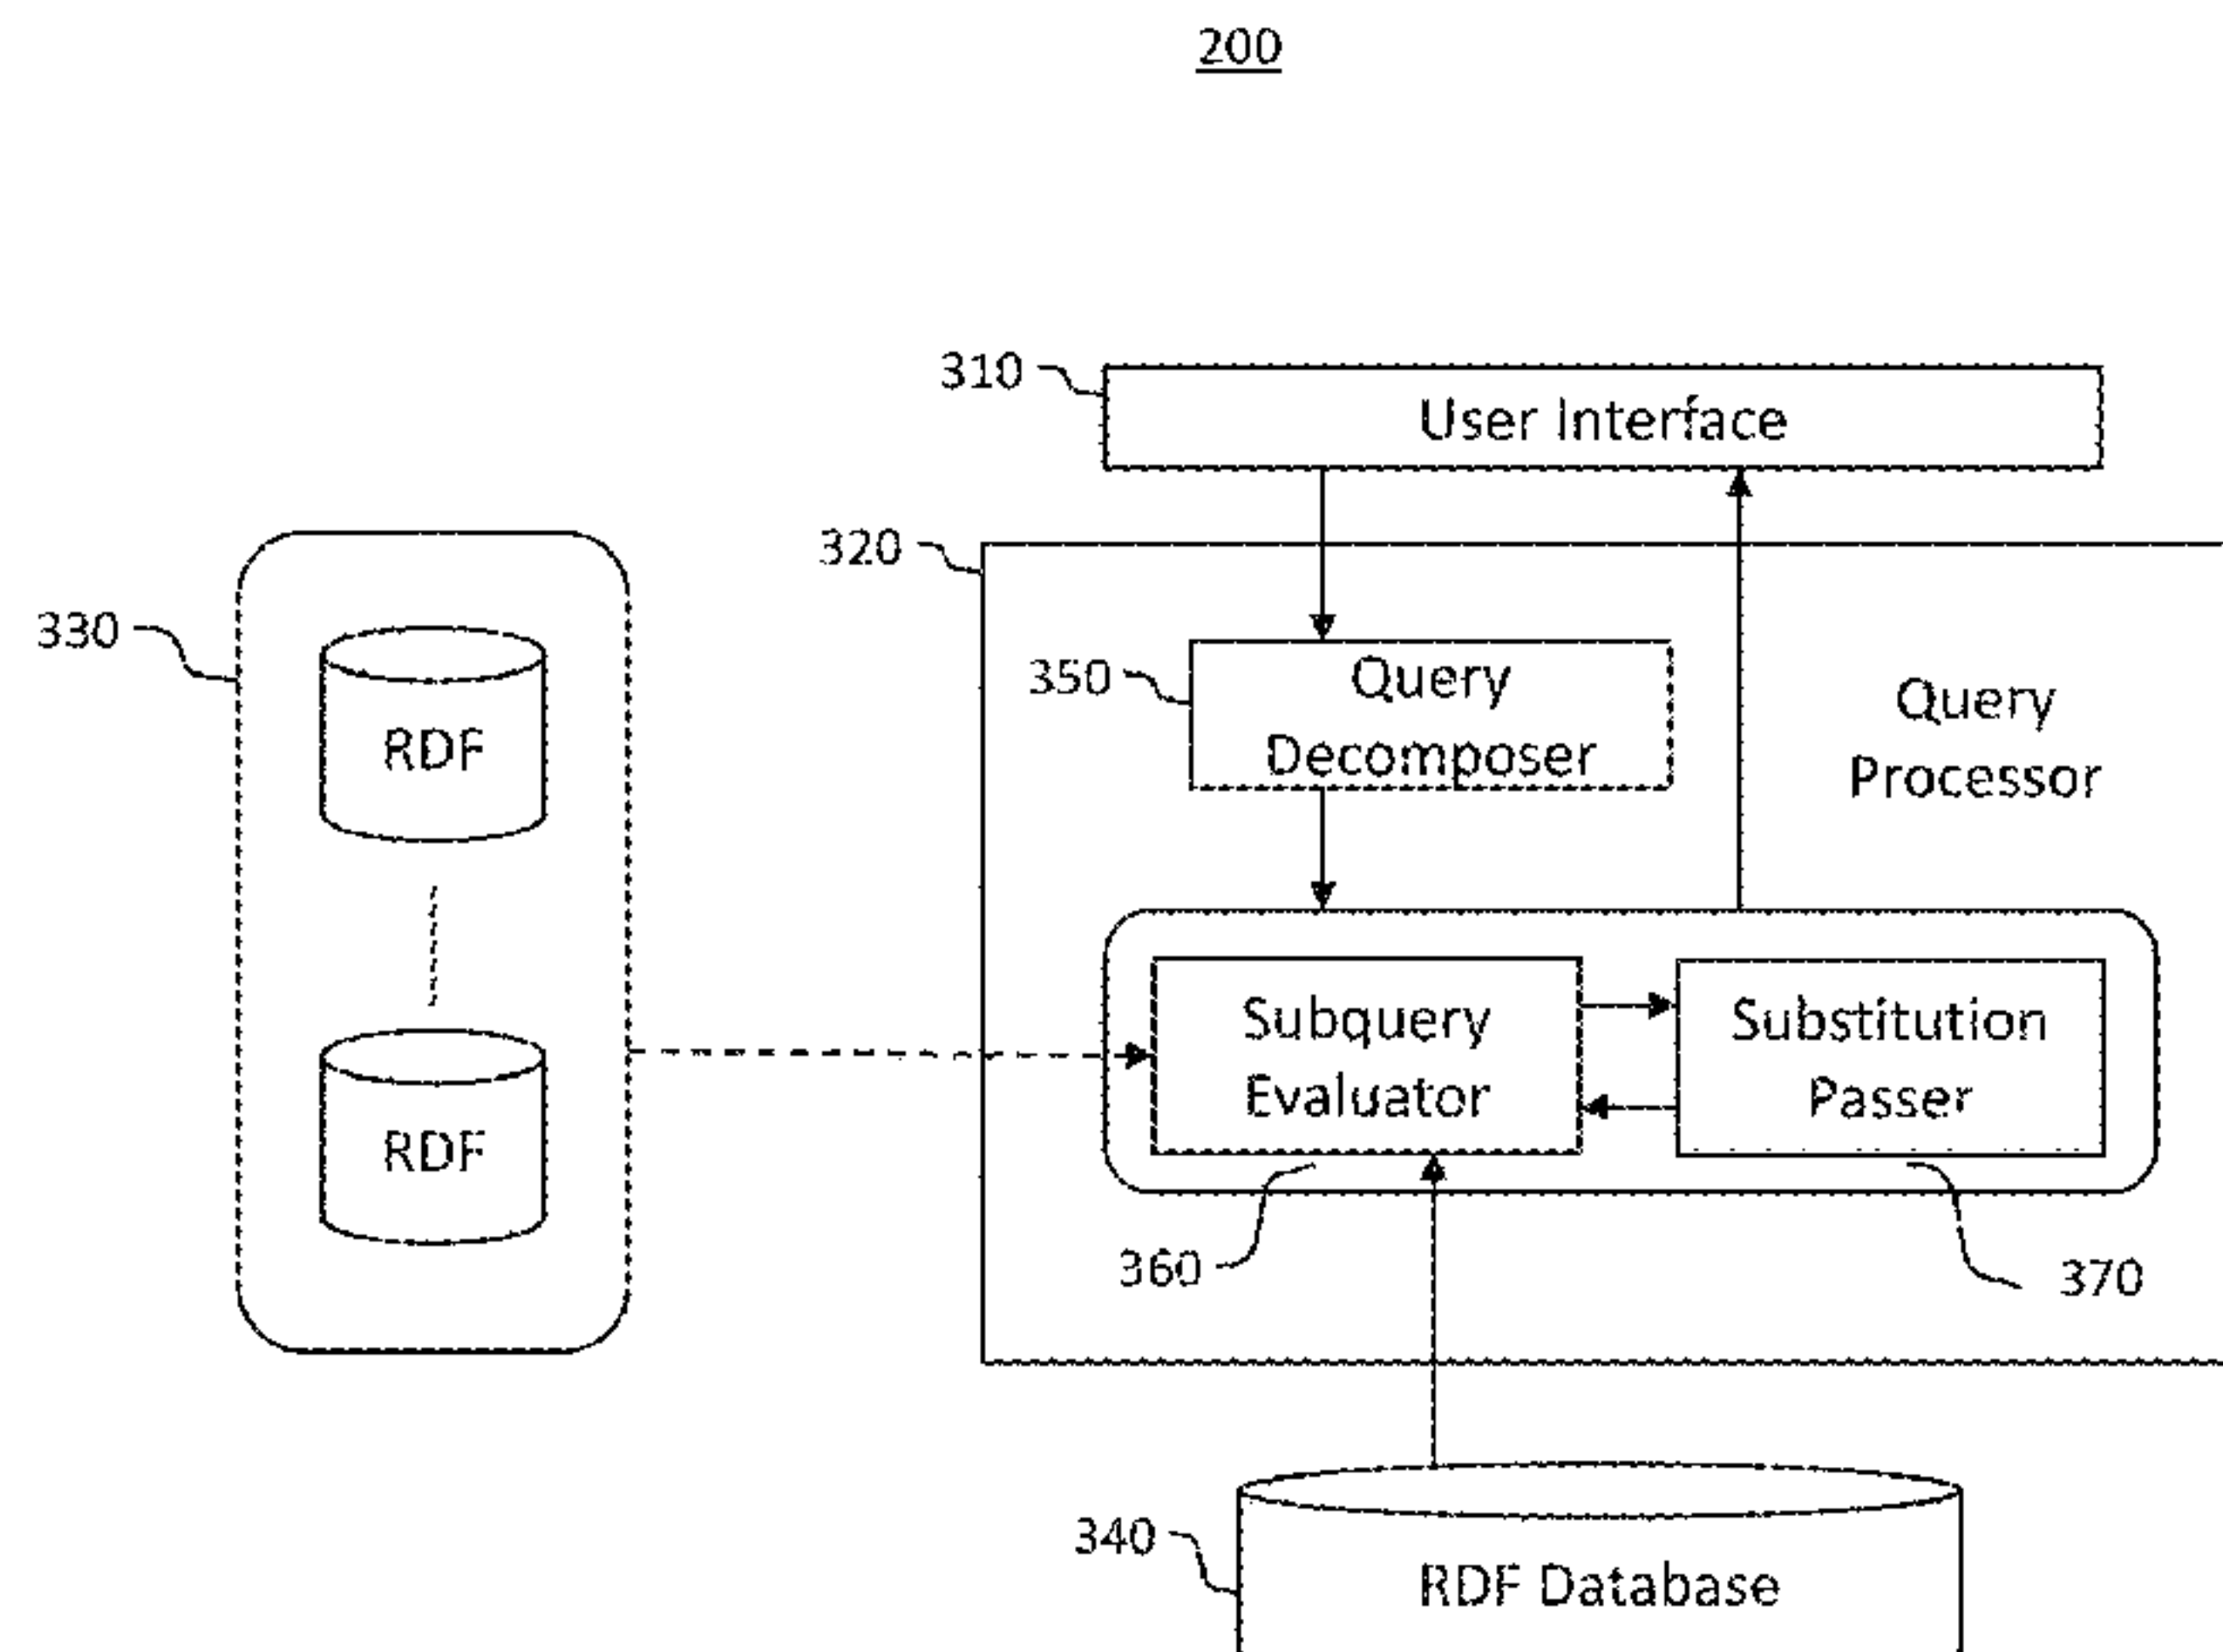 200
310
User Interface
320
330
RDF
350
Query
Decomposer
Query
Processor
Subquery
Evaluator
Substitution
Passer
RDF
360
370
340
RDF Database